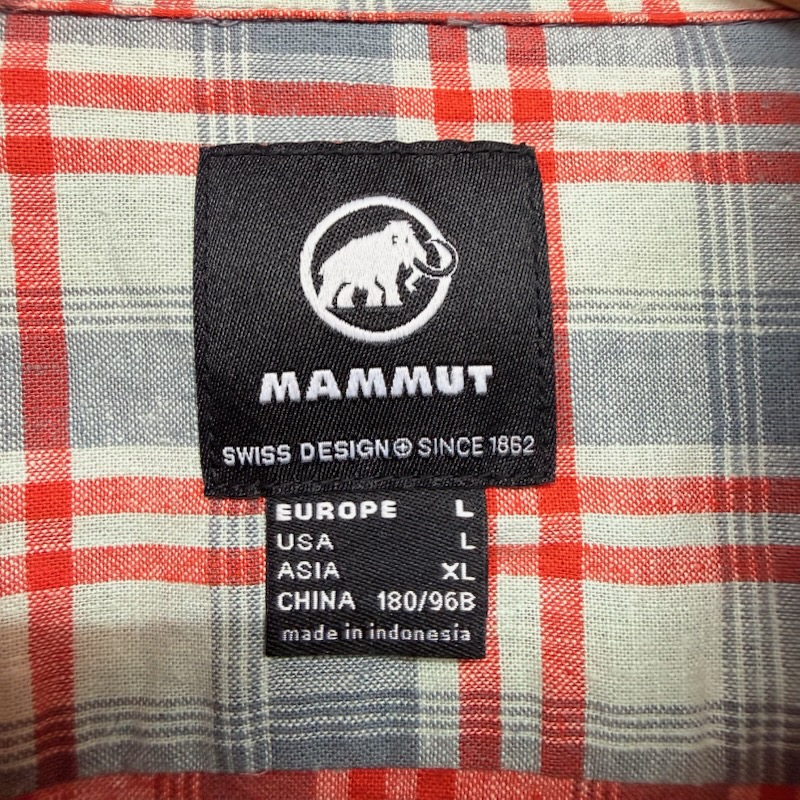 MAMMUT
SWISS DESIGN SINCE 1862
EUROPE L
USA L
ASIA XL
CHINA 180/96B
made in indonesia